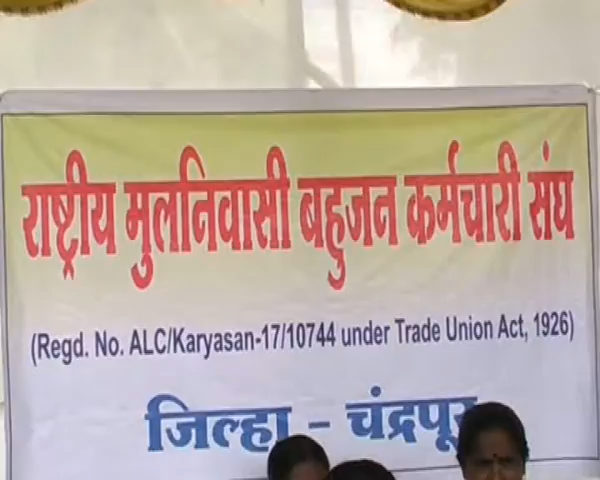 राष्ट्रीय मुलनिवासी बहुजन कर्मचारी संघ
(Regd. No. ALC/Karyasan-17/10744 under Trade Union Act, 1926)
जिल्हा - चंद्रपूर